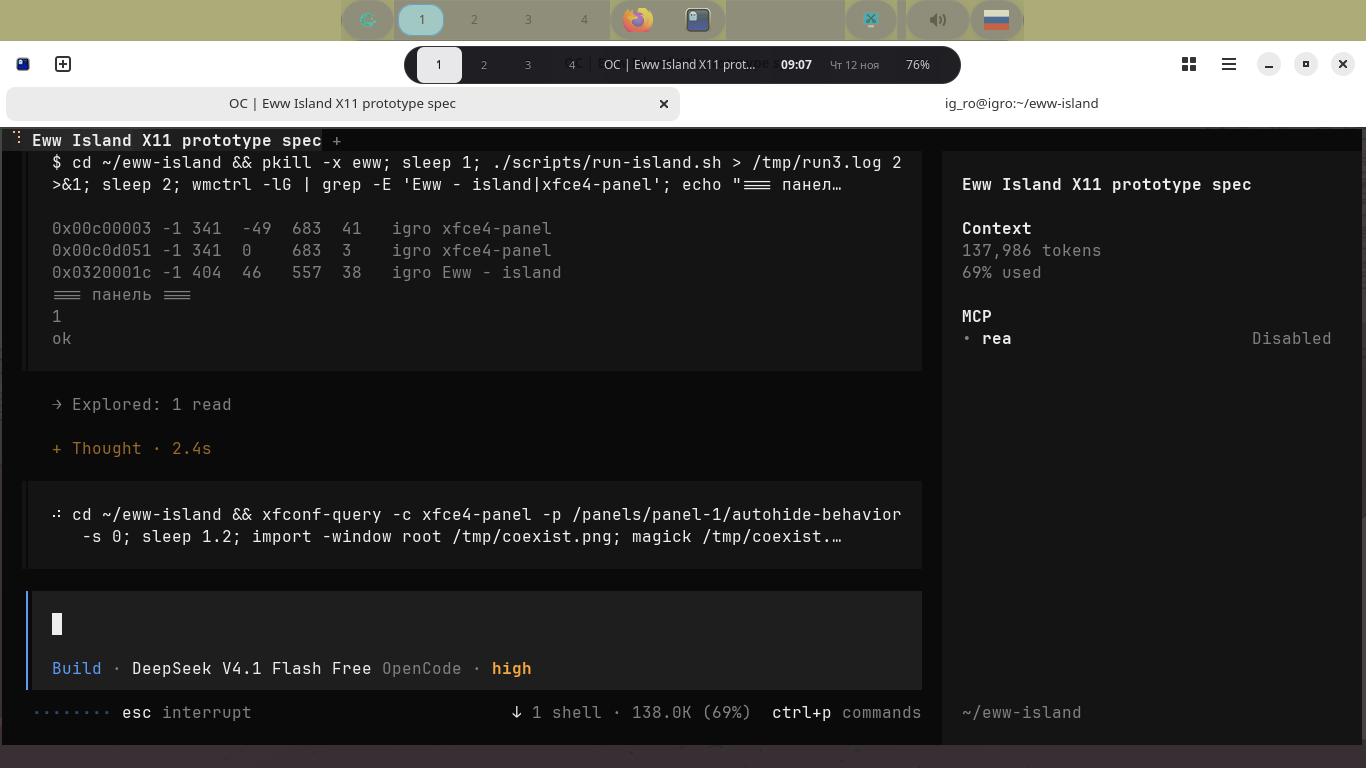 1 2 3 4
1 2 3 4 OC | Eww Island X11 prot… 09:07 Чт 12 ноя 76%
OC | Eww Island X11 prototype spec
ig_ro@igro:~/eww-island
Eww Island X11 prototype spec +
$ cd ~/eww-island && pkill -x eww; sleep 1; ./scripts/run-island.sh > /tmp/run3.log 2
>&1; sleep 2; wmctrl -lG | grep -E 'Eww - island|xfce4-panel'; echo "=== панел…
0x00c00003 -1 341 -49 683 41 igro xfce4-panel
0x00c0d051 -1 341 0 683 3 igro xfce4-panel
0x0320001c -1 404 46 557 38 igro Eww - island
=== панель ===
1
ok
→ Explored: 1 read
+ Thought · 2.4s
cd ~/eww-island && xfconf-query -c xfce4-panel -p /panels/panel-1/autohide-behavior
-s 0; sleep 1.2; import -window root /tmp/coexist.png; magick /tmp/coexist.…
Build · DeepSeek V4.1 Flash Free OpenCode · high
esc interrupt
↓ 1 shell · 138.0K (69%) ctrl+p commands
Eww Island X11 prototype spec
Context
137,986 tokens
69% used
MCP
• rea Disabled
~/eww-island